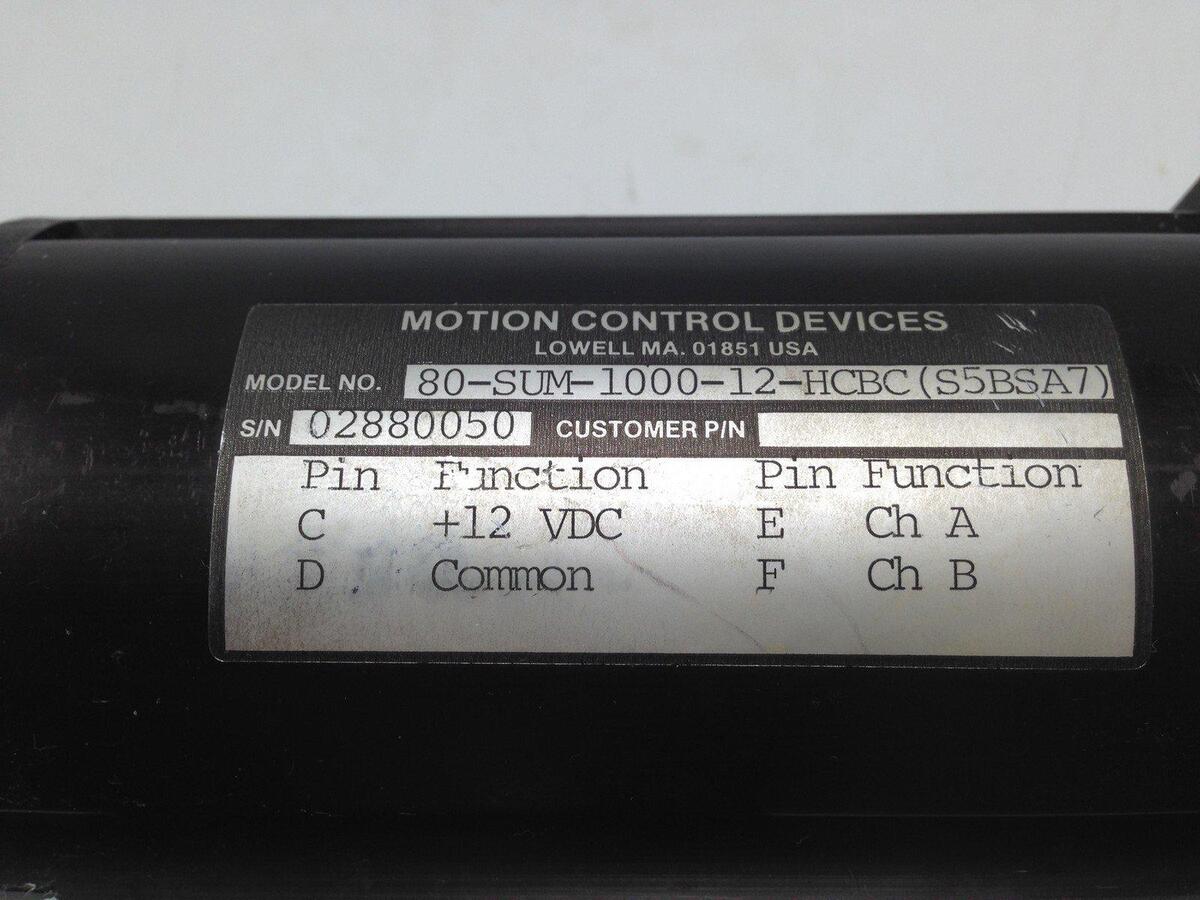 MOTION CONTROL DEVICES
LOWELL MA. 01851 USA
MODEL NO. 80-SUM-1000-12-HCBC(S5BSA7)
S/N 02880050 CUSTOMER P/N
Pin Function Pin Function
C +12 VDC E Ch A
D Common F Ch B